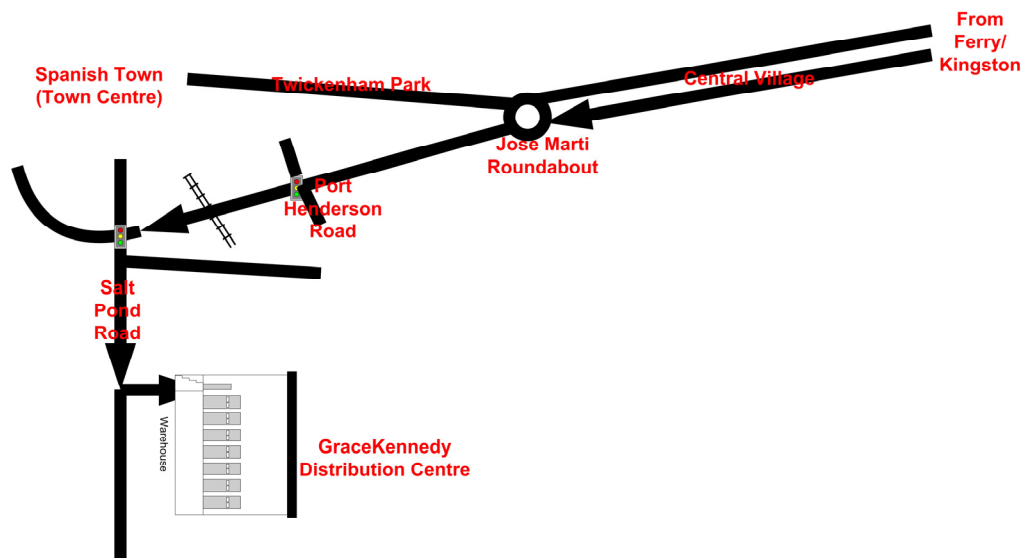 From
Ferry/
Kingston
Spanish Town
(Town Centre)
Twickenham Park
Central Village
Jose Marti
Roundabout
Port
Henderson
Road
Salt
Pond
Road
Warehouse
GraceKennedy
Distribution Centre